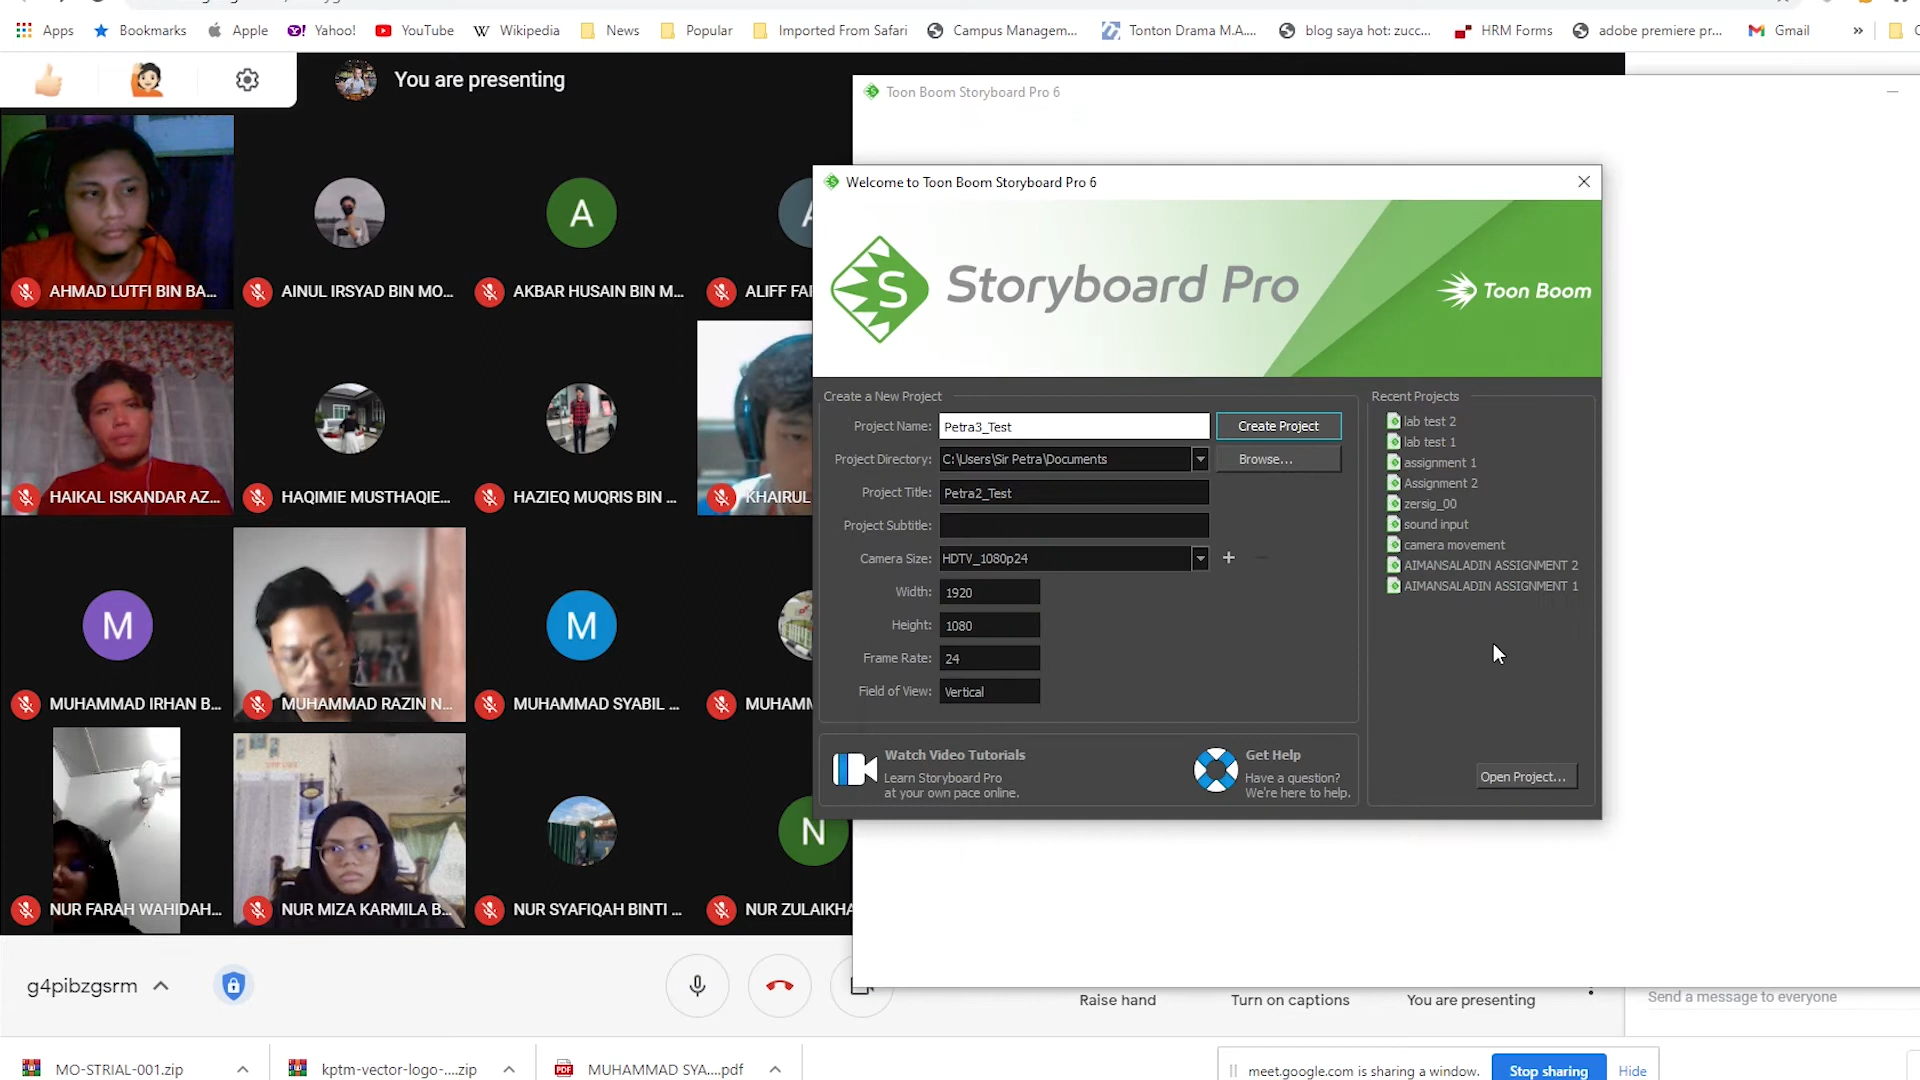 Apps
Bookmarks
Apple
Yahoo!
YouTube
Wikipedia
News
Popular
Imported From Safari
Campus Managem...
Tonton Drama M.A....
blog saya hot: zucc...
HRM Forms
adobe premiere pr...
Gmail
»
You are presenting
Toon Boom Storyboard Pro 6
Welcome to Toon Boom Storyboard Pro 6
Storyboard Pro
Toon Boom
AHMAD LUTFI BIN BA...
AINUL IRSYAD BIN MO...
A
AKBAR HUSAIN BIN M...
HAIKAL ISKANDAR AZ...
HAQIMIE MUSTHAQIE...
HAZIEQ MUQRIS BIN ...
KHAIRUL
M
MUHAMMAD IRHAN B...
MUHAMMAD RAZIN N...
M
MUHAMMAD SYABIL ...
NUR FARAH WAHIDAH...
NUR MIZA KARMILA B...
NUR SYAFIQAH BINTI ...
N
NUR ZULAIKHA
Create a New Project
Project Name: Petra3_Test
Create Project
Project Directory: C:\Users\Sir Petra\Documents
Browse...
Project Title: Petra2_Test
Project Subtitle:
Camera Size: HDTV_1080p24
Width: 1920
Height: 1080
Frame Rate: 24
Field of View: Vertical
Recent Projects
lab test 2
lab test 1
assignment 1
Assignment 2
zersig_00
sound input
camera movement
AIMANSALADIN ASSIGNMENT 2
AIMANSALADIN ASSIGNMENT 1
Open Project...
Watch Video Tutorials
Learn Storyboard Pro
at your own pace online.
Get Help
Have a question?
We're here to help.
g4pibzgsrm
Raise hand
Turn on captions
You are presenting
Send a message to everyone
MO-STRIAL-001.zip
kptm-vector-logo-....zip
MUHAMMAD SYA....pdf
meet.google.com is sharing a window.
Stop sharing
Hide